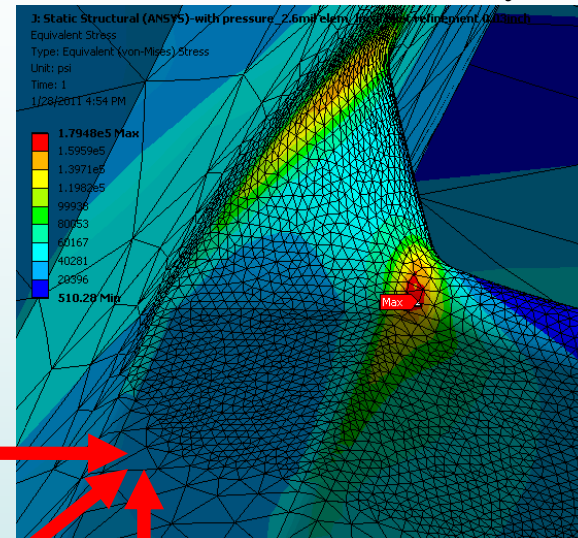 J: Static Structural (ANSYS)-with pressure_2.6mil elem, refinement
Equivalent Stress
Type: Equivalent (von-Mises) Stress
Unit: psi
Time: 1
1/28/2011 4:54 PM
1.7948e5 Max
1.5959e5
1.3971e5
1.1982e5
99938
80053
60167
40281
20396
510.28 Min
Max